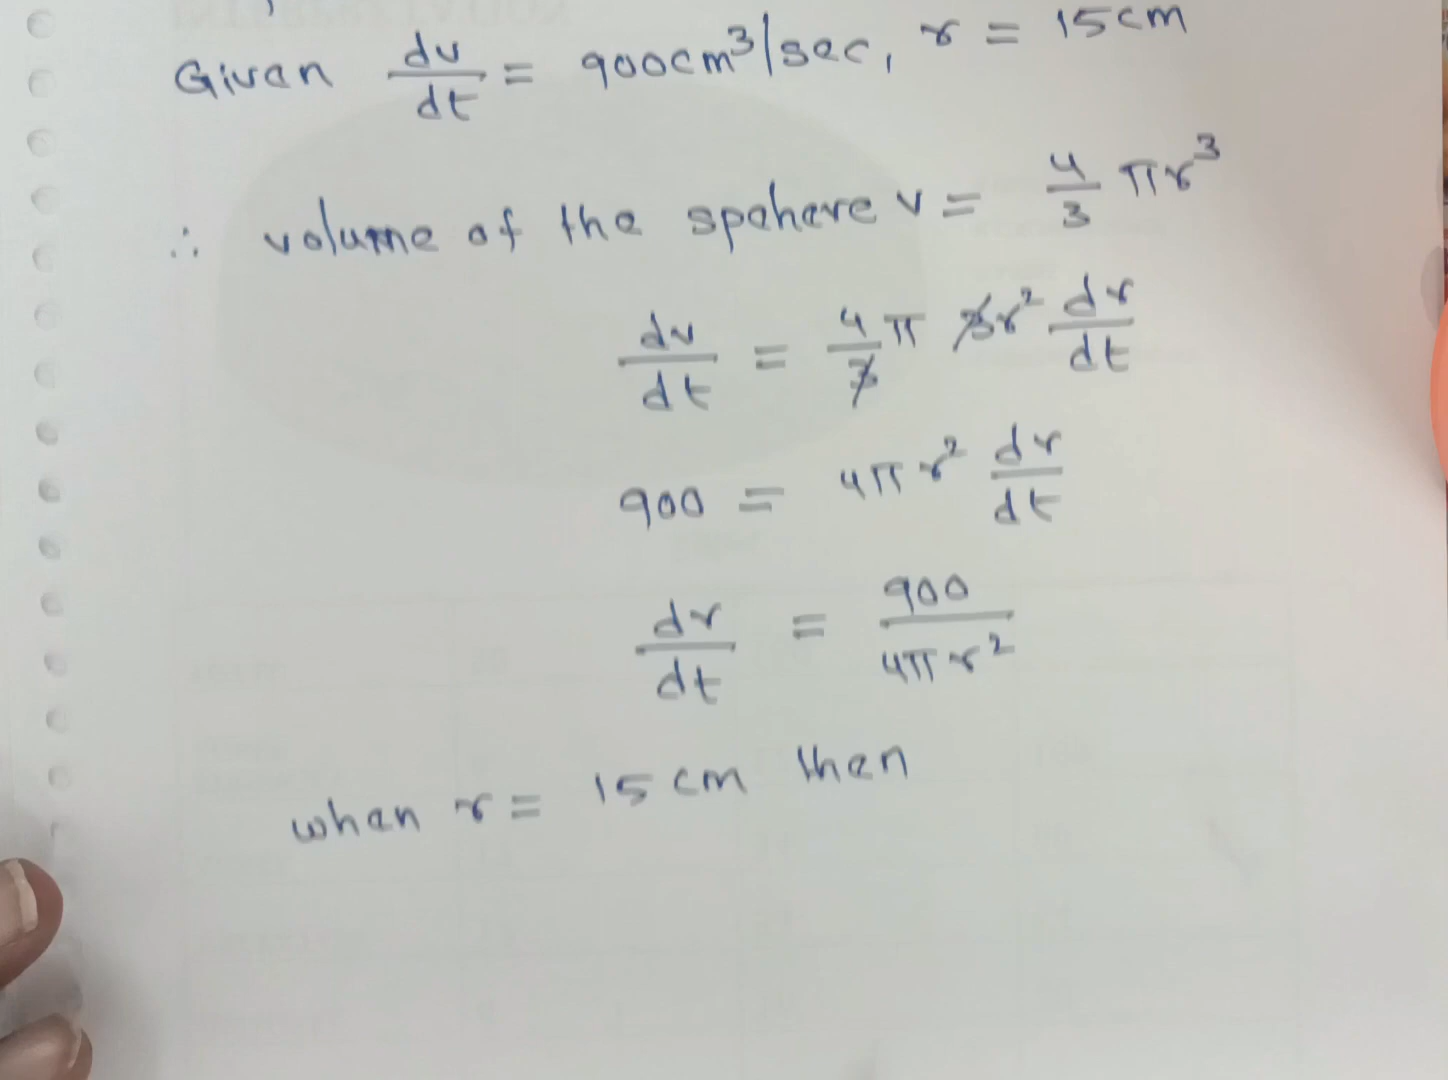 Given dv/dt = 900cm³/sec, r = 15cm
∴ volume of the spehere v = 4/3 πr³
dv/dt = 4/3 π 3r² dr/dt
900 = 4πr² dr/dt
dr/dt = 900/4πr²
when r = 15 cm then